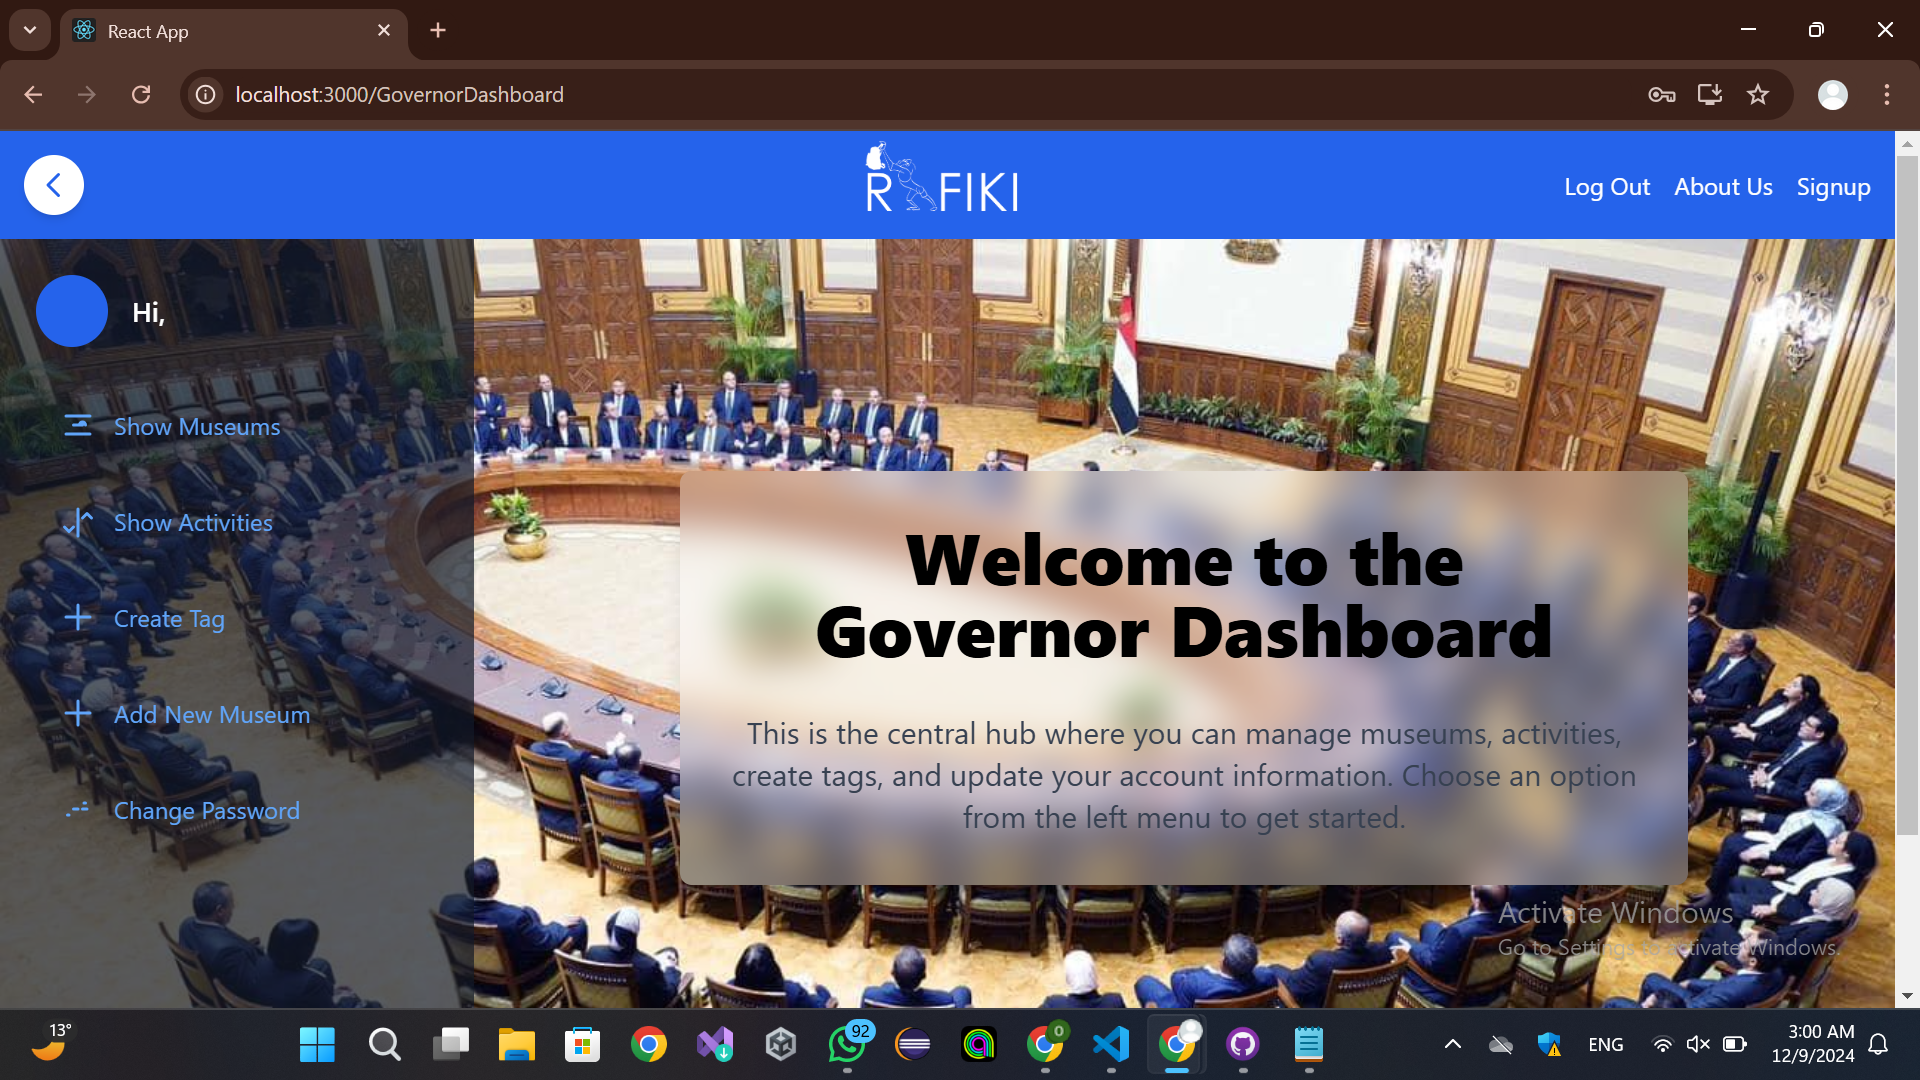 React App
localhost:3000/GovernorDashboard
R FIKI
Log Out
About Us
Signup
Hi,
Show Museums
Show Activities
Create Tag
Add New Museum
Change Password
Welcome to the
Governor Dashboard
This is the central hub where you can manage museums, activities,
create tags, and update your account information. Choose an option
from the left menu to get started.
Activate Windows
Go to Settings to activate Windows.
13°
92
0
ENG
3:00 AM
12/9/2024